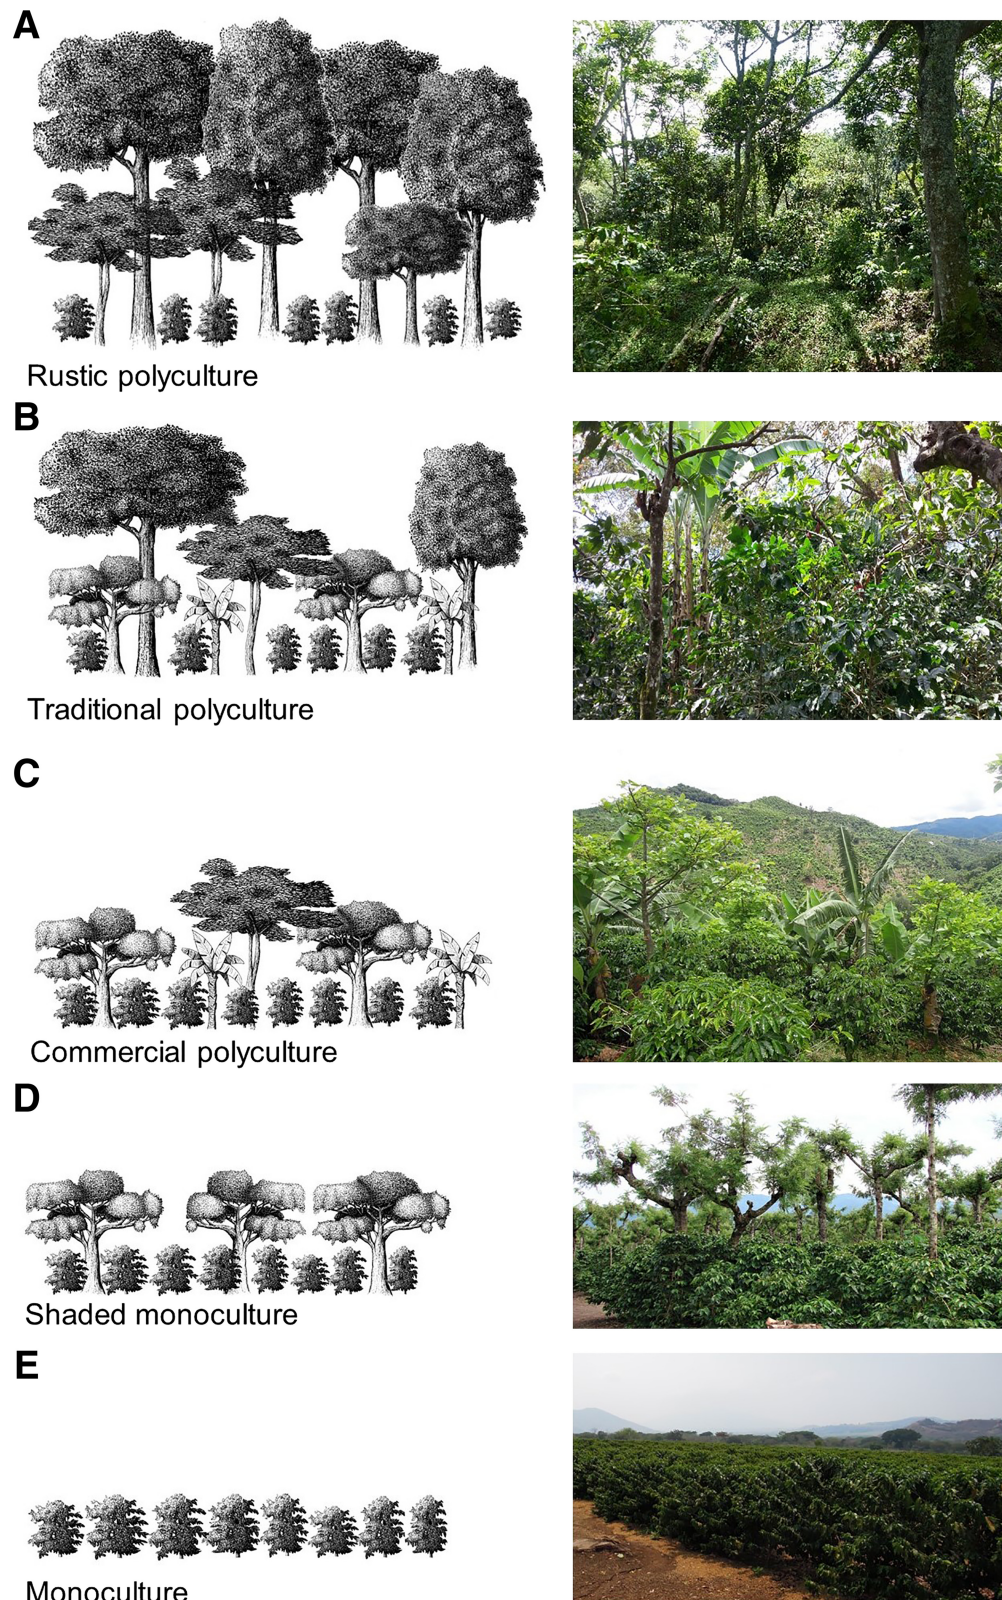 A
Rustic polyculture
B
Traditional polyculture
C
Commercial polyculture
D
Shaded monoculture
E
Monoculture